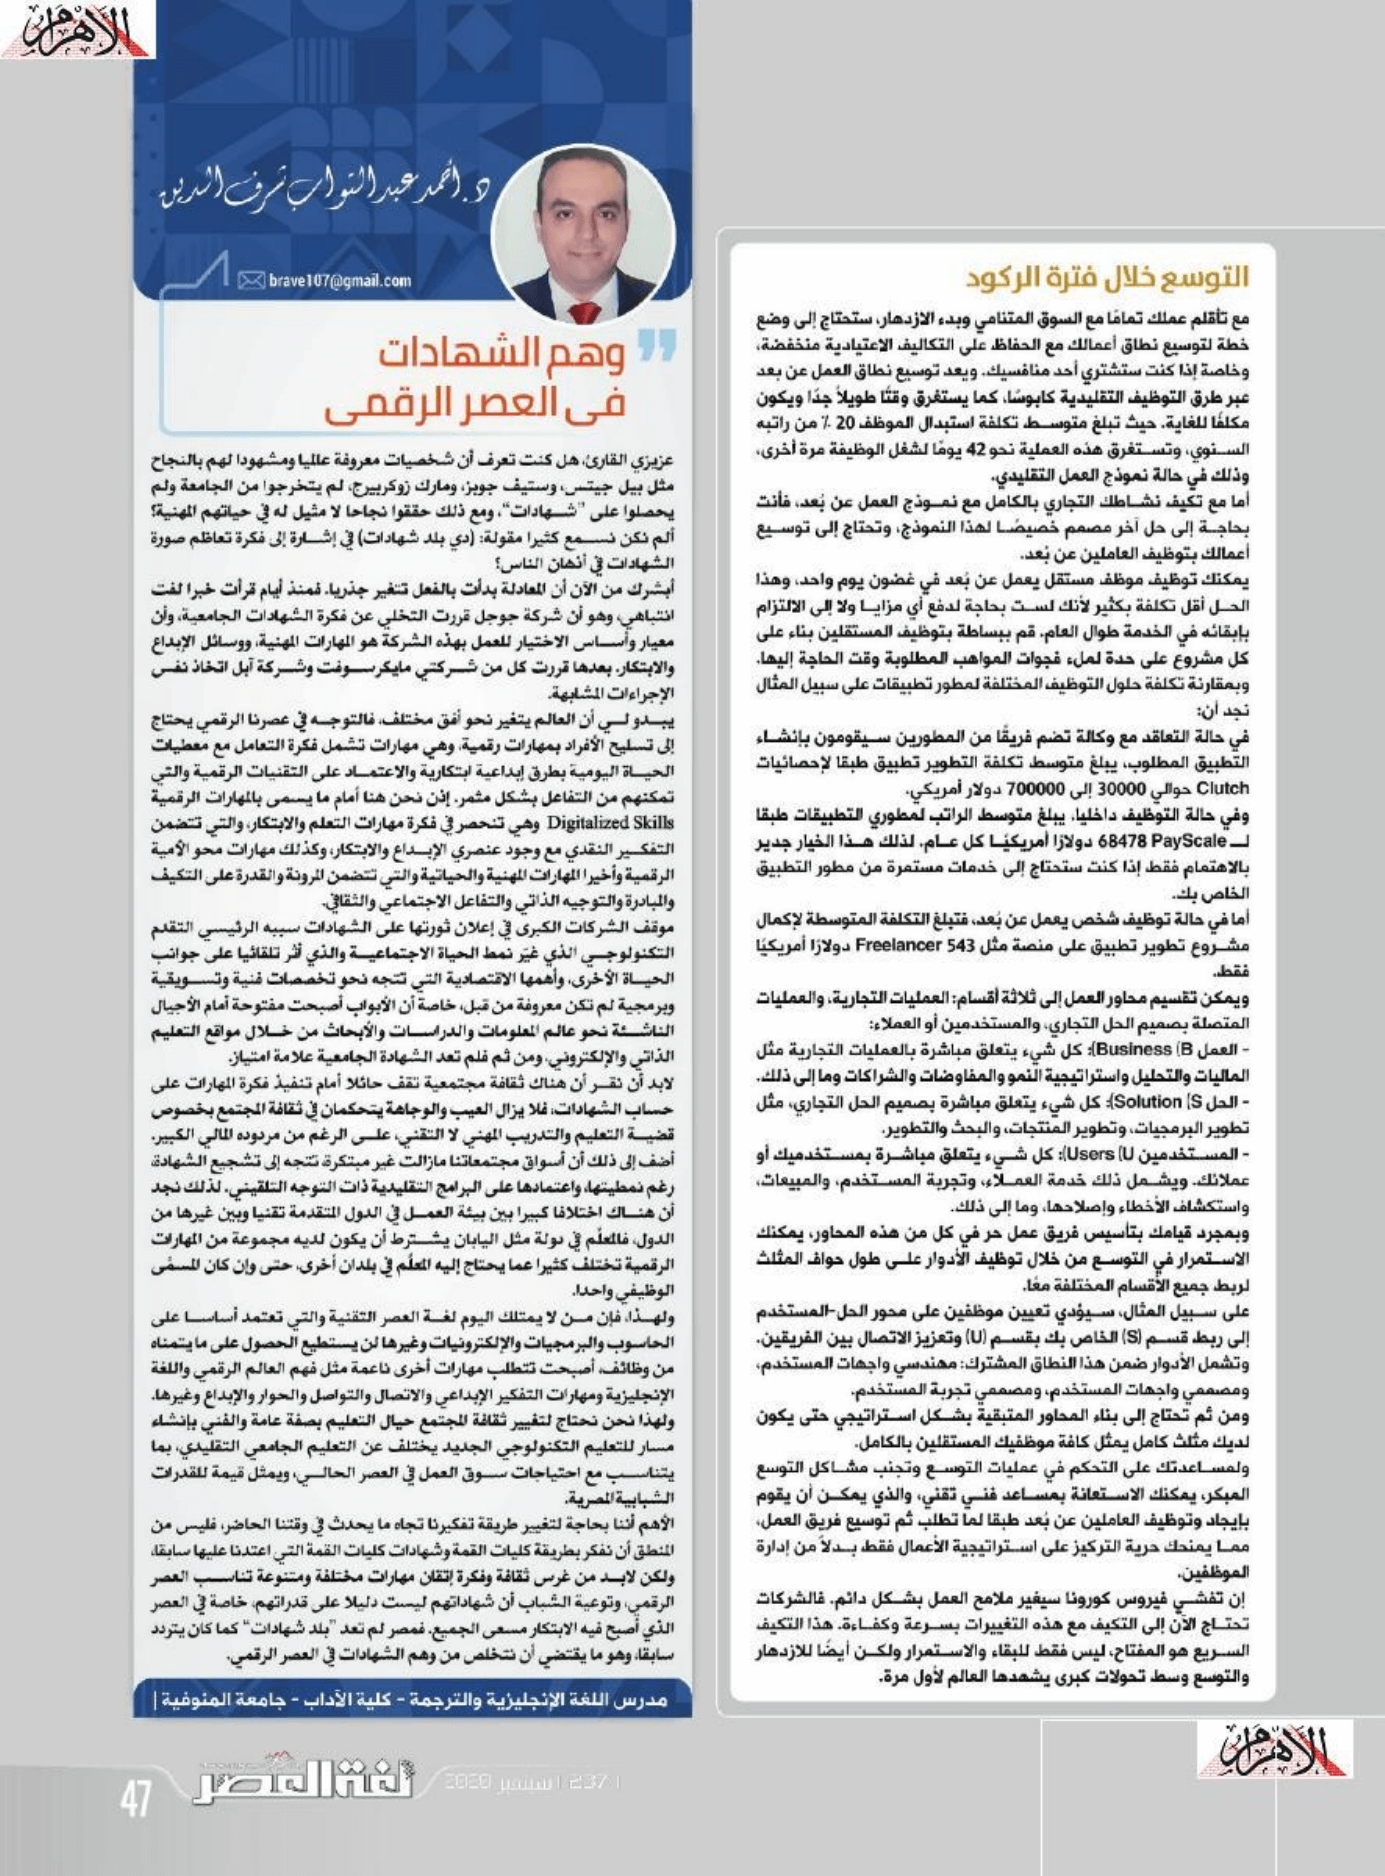 الأهرام
التوسع خلال فترة الركود
مع تأقلم عملك تمامًا مع السوق المتنامي وبدء الازدهار، ستحتاج إلى وضع
خطة لتوسيع نطاق أعمالك مع الحفاظ على التكاليف الاعتيادية منخفضة،
وخاصة إذا كنت ستشتري أحد منافسيك. ويعد توسيع نطاق العمل عن بعد
عبر طرق التوظيف التقليدية كابوسًا، كما يستغرق وقتًا طويلاً جدًا ويكون
مكلفًا للغاية. حيث تبلغ متوسط تكلفة استبدال الموظف 20 ٪ من راتبه
السنوي، وتستغرق هذه العملية نحو 42 يومًا لشغل الوظيفة مرة أخرى،
وذلك في حالة نموذج العمل التقليدي.
أما مع تكيف نشاطك التجاري بالكامل مع نموذج العمل عن بُعد، فأنت
بحاجة إلى حل آخر مصمم خصيصًا لهذا النموذج، وتحتاج إلى توسيع
أعمالك بتوظيف العاملين عن بُعد.
يمكنك توظيف موظف مستقل يعمل عن بُعد في غضون يوم واحد، وهذا
الحل أقل تكلفة بكثير لأنك لست بحاجة لدفع أي مزايا ولا إلى الالتزام
بإبقائه في الخدمة طوال العام. قم ببساطة بتوظيف المستقلين بناء على
كل مشروع على حدة لملء فجوات المواهب المطلوبة وقت الحاجة إليها.
وبمقارنة تكلفة حلول التوظيف المختلفة لمطور تطبيقات على سبيل المثال
نجد أن:
في حالة التعاقد مع وكالة تضم فريقًا من المطورين سيقومون بإنشاء
التطبيق المطلوب، يبلغ متوسط تكلفة التطوير تطبيق طبقا لإحصائيات
Clutch حوالي 30000 إلى 700000 دولار أمريكي.
وفي حالة التوظيف داخليا، يبلغ متوسط الراتب لمطوري التطبيقات طبقا
لـ PayScale 68478 دولارًا أمريكيًا كل عام. لذلك هذا الخيار جدير
بالاهتمام فقط إذا كنت ستحتاج إلى خدمات مستمرة من مطور التطبيق
الخاص بك.
أما في حالة توظيف شخص يعمل عن بُعد، فتبلغ التكلفة المتوسطة لإكمال
مشروع تطوير تطبيق على منصة مثل Freelancer 543 دولارًا أمريكيًا
فقط.
ويمكن تقسيم محاور العمل إلى ثلاثة أقسام: العمليات التجارية، والعمليات
المتصلة بصميم الحل التجاري، والمستخدمين أو العملاء:
- العمل Business (B): كل شيء يتعلق مباشرة بالعمليات التجارية مثل
الماليات والتحليل واستراتيجية النمو والمفاوضات والشراكات وما إلى ذلك.
- الحل Solution (S): كل شيء يتعلق مباشرة بصميم الحل التجاري، مثل
تطوير البرمجيات، وتطوير المنتجات، والبحث والتطوير.
- المستخدمين Users (U): كل شيء يتعلق مباشرة بمستخدميك أو
عملائك. ويشمل ذلك خدمة العملاء، وتجربة المستخدم، والمبيعات،
واستكشاف الأخطاء وإصلاحها، وما إلى ذلك.
وبمجرد قيامك بتأسيس فريق عمل حر في كل من هذه المحاور، يمكنك
الاستمرار في التوسع من خلال توظيف الأدوار على طول حواف المثلث
لربط جميع الأقسام المختلفة معًا.
على سبيل المثال، سيؤدي تعيين موظفين على محور الحل-المستخدم
إلى ربط قسم (S) الخاص بك بقسم (U) وتعزيز الاتصال بين الفريقين.
وتشمل الأدوار ضمن هذا النطاق المشترك: مهندسي واجهات المستخدم،
ومصممي واجهات المستخدم، ومصممي تجربة المستخدم.
ومن ثم تحتاج إلى بناء المحاور المتبقية بشكل استراتيجي حتى يكون
لديك مثلث كامل يمثل كافة موظفيك المستقلين بالكامل.
ولمساعدتك على التحكم في عمليات التوسع وتجنب مشاكل التوسع
المبكر، يمكنك الاستعانة بمساعد فني تقني، والذي يمكن أن يقوم
بإيجاد وتوظيف العاملين عن بُعد طبقا لما تطلب ثم توسيع فريق العمل،
مما يمنحك حرية التركيز على استراتيجية الأعمال فقط بدلاً من إدارة
الموظفين.
إن تفشي فيروس كورونا سيغير ملامح العمل بشكل دائم. فالشركات
تحتاج الآن إلى التكيف مع هذه التغييرات بسرعة وكفاءة. هذا التكيف
السريع هو المفتاح، ليس فقط للبقاء والاستمرار ولكن أيضًا للازدهار
والتوسع وسط تحولات كبرى يشهدها العالم لأول مرة.
د. أحمد عبد التواب شرف الدين
brave107@gmail.com
وهم الشهادات
فى العصر الرقمى
عزيزي القارئ، هل كنت تعرف أن شخصيات معروفة عالميا ومشهودا لهم بالنجاح
مثل بيل جيتس، وستيف جوبز، ومارك زوكربيرج، لم يتخرجوا من الجامعة ولم
يحصلوا على "شهادات"، ومع ذلك حققوا نجاحا لا مثيل له في حياتهم المهنية؟
ألم نكن نسمع كثيرا مقولة: (دي بلد شهادات) في إشارة إلى فكرة تعاظم صورة
الشهادات في أذهان الناس؟
أبشرك من الآن أن المعادلة بدأت بالفعل تتغير جذريا. فمنذ أيام قرأت خبرا لفت
انتباهي، وهو أن شركة جوجل قررت التخلي عن فكرة الشهادات الجامعية، وأن
معيار وأساس الاختيار للعمل بهذه الشركة هو المهارات المهنية، ووسائل الإبداع
والابتكار. بعدها قررت كل من شركتي مايكرسوفت وشركة آبل اتخاذ نفس
الإجراءات المشابهة.
يبدو لي أن العالم يتغير نحو أفق مختلف، فالتوجه في عصرنا الرقمي يحتاج
إلى تسليح الأفراد بمهارات رقمية، وهي مهارات تشمل فكرة التعامل مع معطيات
الحياة اليومية بطرق إبداعية ابتكارية والاعتماد على التقنيات الرقمية والتي
تمكنهم من التفاعل بشكل مثمر. إذن نحن هنا أمام ما يسمى بالمهارات الرقمية
Digitalized Skills وهي تنحصر في فكرة مهارات التعلم والابتكار، والتي تتضمن
التفكير النقدي مع وجود عنصري الإبداع والابتكار، وكذلك مهارات محو الأمية
الرقمية وأخيرا المهارات المهنية والحياتية والتي تتضمن المرونة والقدرة على التكيف
والمبادرة والتوجيه الذاتي والتفاعل الاجتماعي والثقافي.
موقف الشركات الكبرى في إعلان ثورتها على الشهادات سببه الرئيسي التقدم
التكنولوجي الذي غيّر نمط الحياة الاجتماعية والذي أثر تلقائيا على جوانب
الحياة الأخرى، وأهمها الاقتصادية التي تتجه نحو تخصصات فنية وتسويقية
وبرمجية لم تكن معروفة من قبل، خاصة أن الأبواب أصبحت مفتوحة أمام الأجيال
الناشئة نحو عالم المعلومات والدراسات والأبحاث من خلال مواقع التعليم
الذاتي والإلكتروني، ومن ثم فلم تعد الشهادة الجامعية علامة امتياز.
لابد أن نقر أن هناك ثقافة مجتمعية تقف حائلا أمام تنفيذ فكرة المهارات على
حساب الشهادات، فلا يزال العيب والوجاهة يتحكمان في ثقافة المجتمع بخصوص
قضية التعليم والتدريب المهني لا التقني، على الرغم من مردوده المالي الكبير.
أضف إلى ذلك أن أسواق مجتمعاتنا مازالت غير مبتكرة، تتجه إلى تشجيع الشهادة،
رغم نمطيتها، واعتمادها على البرامج التقليدية ذات التوجه التلقيني. لذلك نجد
أن هناك اختلافا كبيرا بين بيئة العمل في الدول المتقدمة تقنيا وبين غيرها من
الدول، فالمعلّم في دولة مثل اليابان يشترط أن يكون لديه مجموعة من المهارات
الرقمية تختلف كثيرا عما يحتاج إليه المعلّم في بلدان أخرى، حتى وإن كان المسمّى
الوظيفي واحدا.
ولهذا، فإن من لا يمتلك اليوم لغة العصر التقنية والتي تعتمد أساسا على
الحاسوب والبرمجيات والإلكترونيات وغيرها لن يستطيع الحصول على ما يتمناه
من وظائف، أصبحت تتطلب مهارات أخرى ناعمة مثل فهم العالم الرقمي واللغة
الإنجليزية ومهارات التفكير الإبداعي والاتصال والتواصل والحوار والإبداع وغيرها.
ولهذا نحن نحتاج لتغيير ثقافة المجتمع حيال التعليم بصفة عامة والفني بإنشاء
مسار للتعليم التكنولوجي الجديد يختلف عن التعليم الجامعي التقليدي، بما
يتناسب مع احتياجات سوق العمل في العصر الحالي، ويمثل قيمة للقدرات
الشبابية المصرية.
الأهم أننا بحاجة لتغيير طريقة تفكيرنا تجاه ما يحدث في وقتنا الحاضر، فليس من
المنطق أن نفكر بطريقة كليات القمة وشهادات كليات القمة التي اعتدنا عليها سابقا،
ولكن لابد من غرس ثقافة وفكرة إتقان مهارات مختلفة ومتنوعة تناسب العصر
الرقمي، وتوعية الشباب أن شهاداتهم ليست دليلا على قدراتهم، خاصة في العصر
الذي أصبح فيه الابتكار مسعى الجميع، فمصر لم تعد "بلد شهادات" كما كان يتردد
سابقا، وهو ما يقتضي أن نتخلص من وهم الشهادات في العصر الرقمي.
مدرس اللغة الإنجليزية والترجمة - كلية الآداب - جامعة المنوفية |
الأهرام
| 237 | سبتمبر 2020
لغة العصر
47